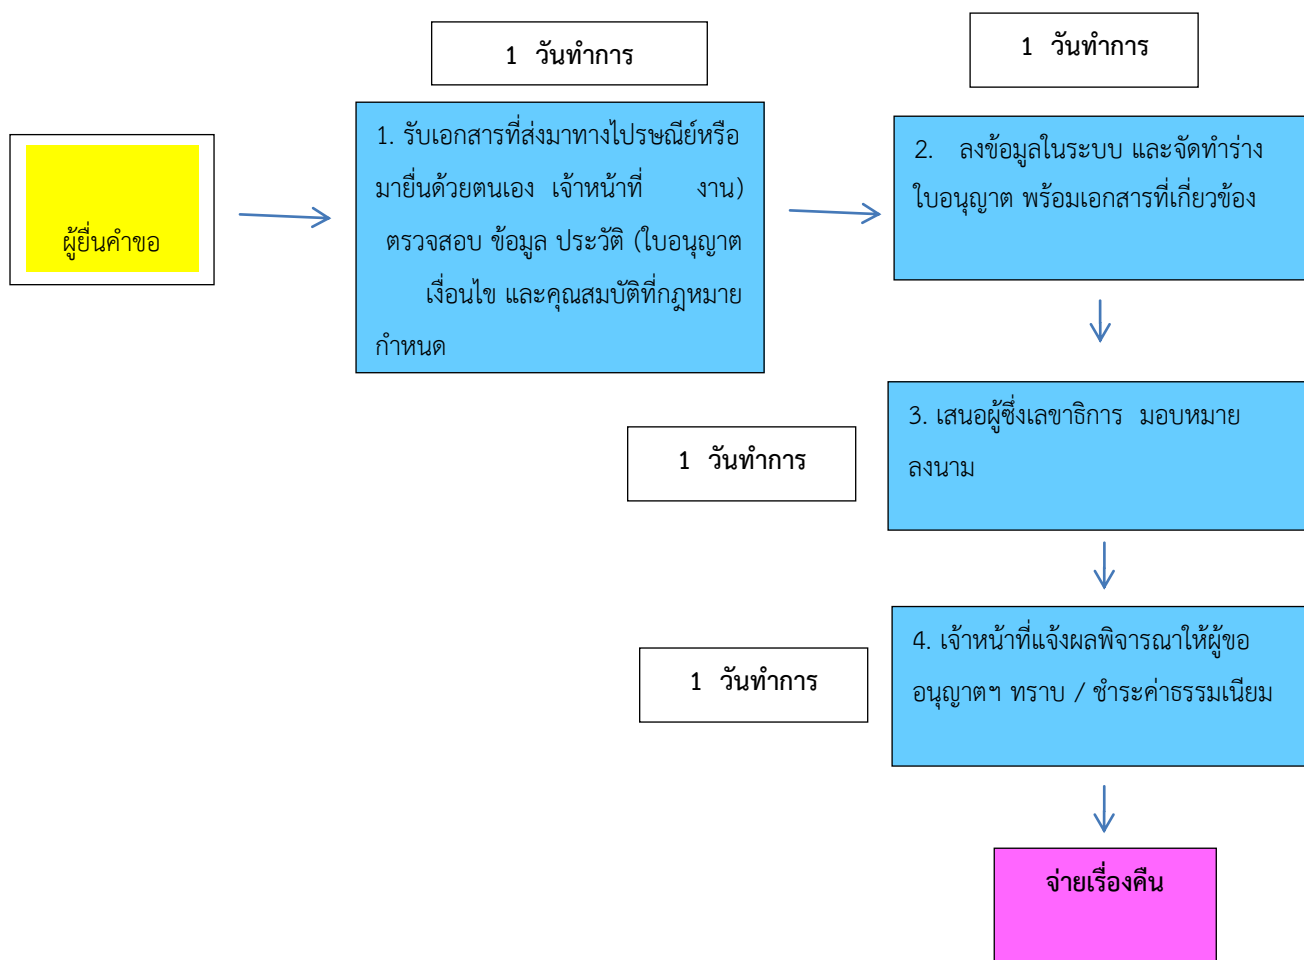 1 วันทำการ
1 วันทำการ
ผู้ยื่นคำขอ
1. รับเอกสารที่ส่งมาทางไปรษณีย์หรือ
มายื่นด้วยตนเอง เจ้าหน้าที่ งาน)
ตรวจสอบ ข้อมูล ประวัติ (ใบอนุญาต
เงื่อนไข และคุณสมบัติที่กฎหมาย
กำหนด
2. ลงข้อมูลในระบบ และจัดทำร่าง
ใบอนุญาต พร้อมเอกสารที่เกี่ยวข้อง
1 วันทำการ
3. เสนอผู้ซึ่งเลขาธิการ มอบหมาย
ลงนาม
1 วันทำการ
4. เจ้าหน้าที่แจ้งผลพิจารณาให้ผู้ขอ
อนุญาตฯ ทราบ / ชำระค่าธรรมเนียม
จ่ายเรื่องคืน